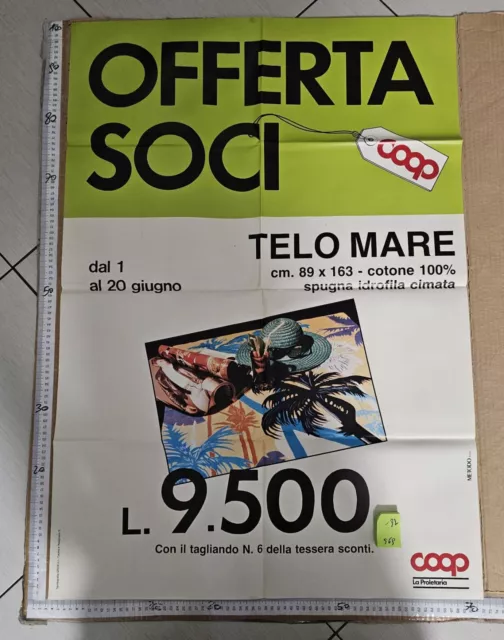 OFFERTA
SOCI
coop
TELO MARE
dal 1
al 20 giugno
cm. 89 x 163 - cotone 100%
spugna idrofila cimata
L. 9.500
Con il tagliando N. 6 della tessera sconti.
METODO
coop
La Proletaria